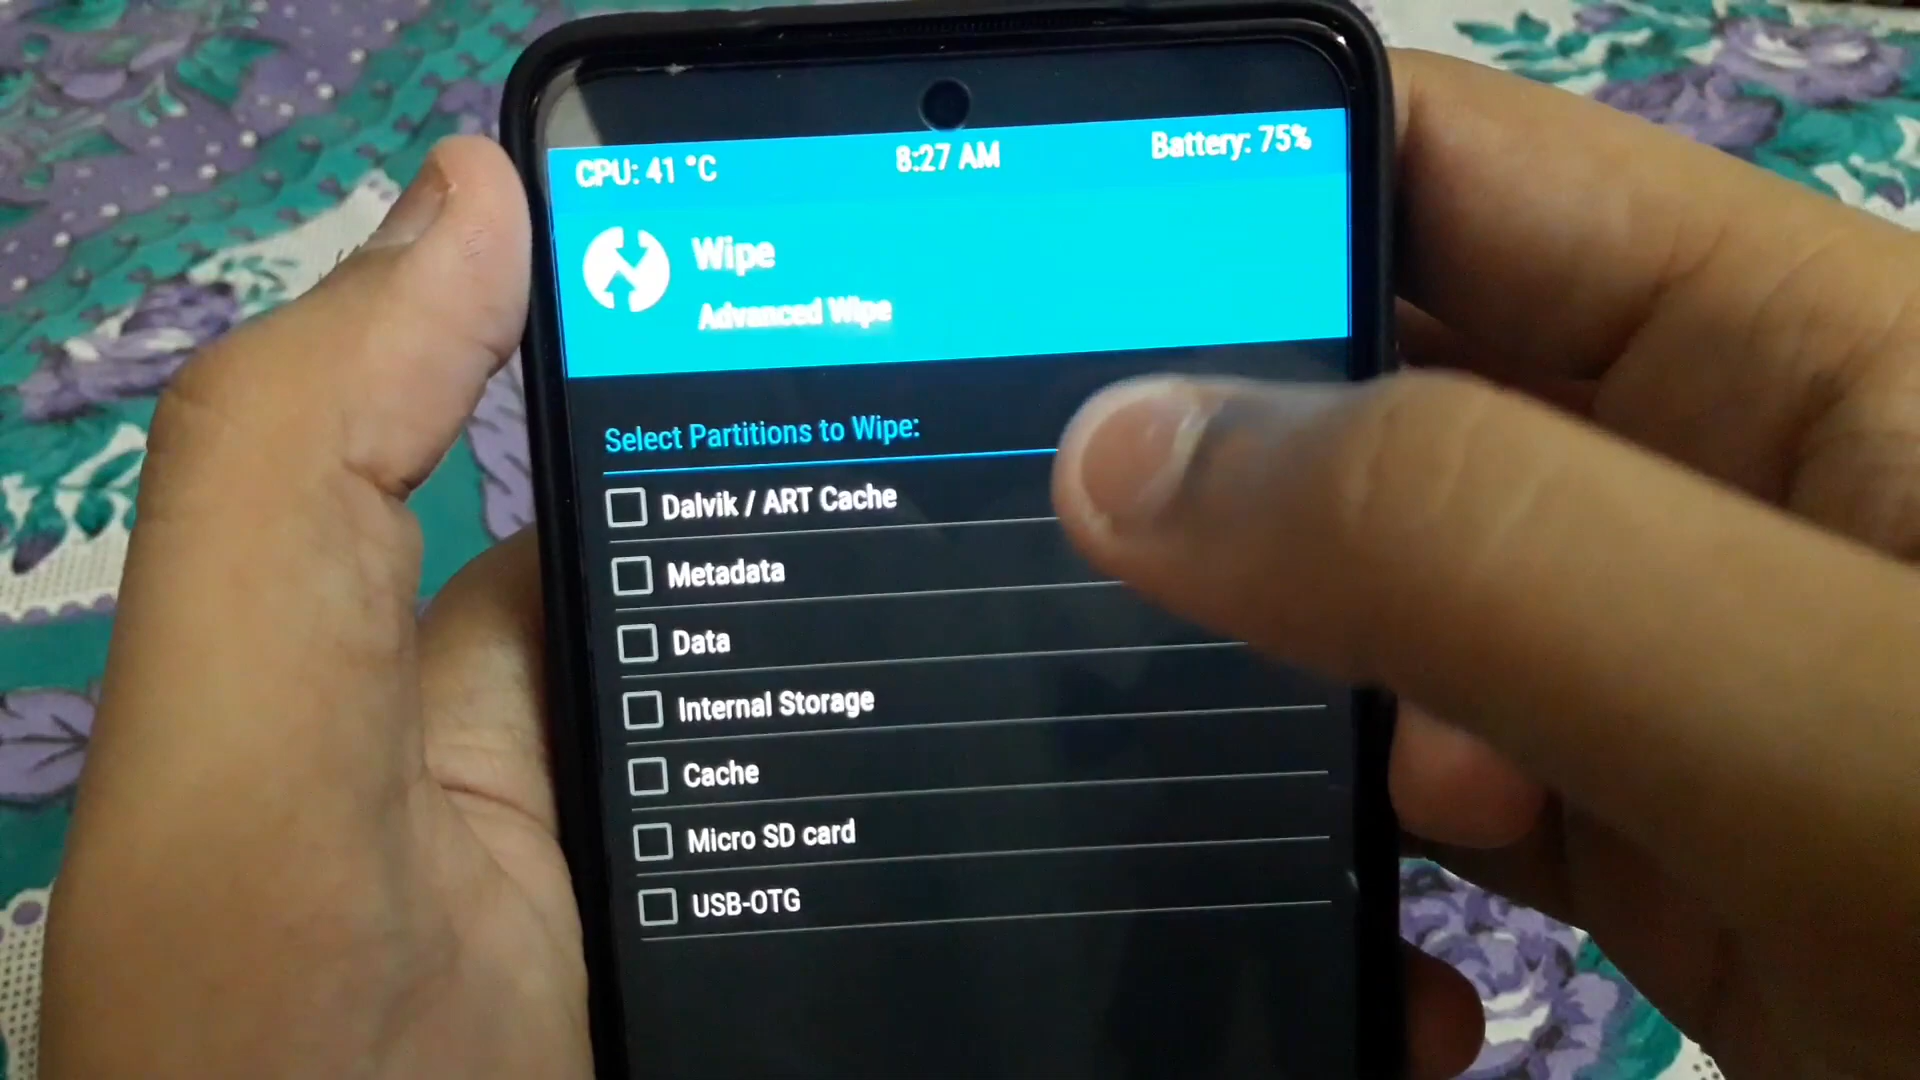 CPU: 41 °C 8:27 AM Battery: 75%
Wipe
Advanced Wipe
Select Partitions to Wipe:
Dalvik / ART Cache
Metadata
Data
Internal Storage
Cache
Micro SD card
USB-OTG